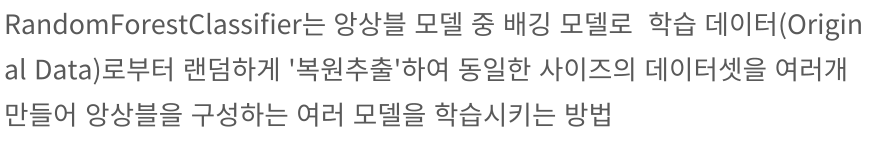 RandomForestClassifier는 앙상블 모델 중 배깅 모델로  학습 데이터(Origin
al Data)로부터 랜덤하게 '복원추출'하여 동일한 사이즈의 데이터셋을 여러개
만들어 앙상블을 구성하는 여러 모델을 학습시키는 방법